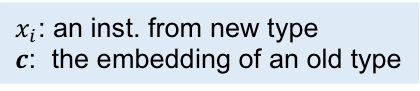 xᵢ: an inst. from new type
c: the embedding of an old type